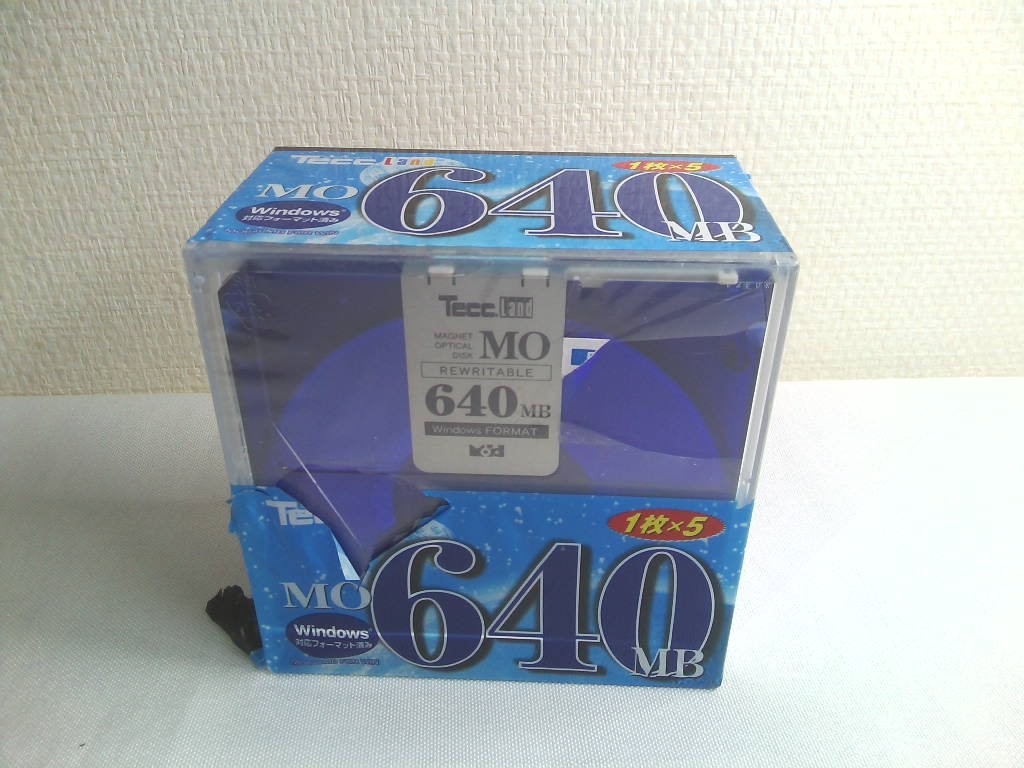 Tecc Land
1枚×5
MO 640 MB
Windows®
対応フォーマット済み
Tecc. Land
MAGNET
OPTICAL
DISK MO
REWRITABLE
640 MB
Windows FORMAT
1枚×5
MO 640 MB
Windows®
対応フォーマット済み